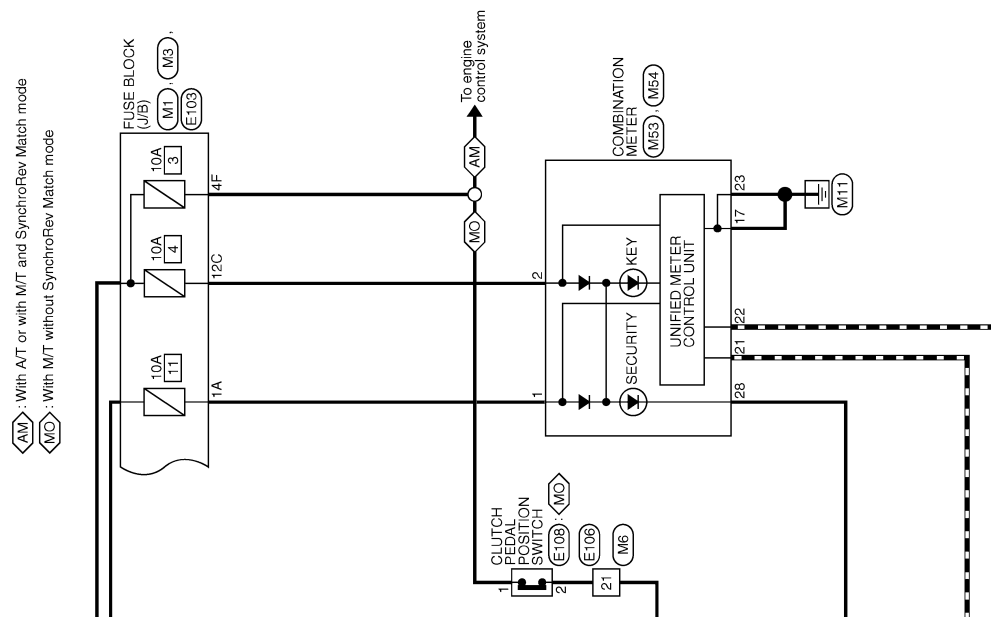 AM : With A/T or with M/T and SynchroRev Match mode
MO : With M/T without SynchroRev Match mode
FUSE BLOCK
(J/B)
M1 , M3 ,
E103
10A
3
4F
10A
4
12C
10A
11
1A
To engine
control system
AM
MO
COMBINATION
METER
M53 , M54
2
KEY
1
SECURITY
UNIFIED METER
CONTROL UNIT
23
17
M11
22
21
28
CLUTCH
PEDAL
POSITION
SWITCH
E108 : MO
1
2
E106
21
M6